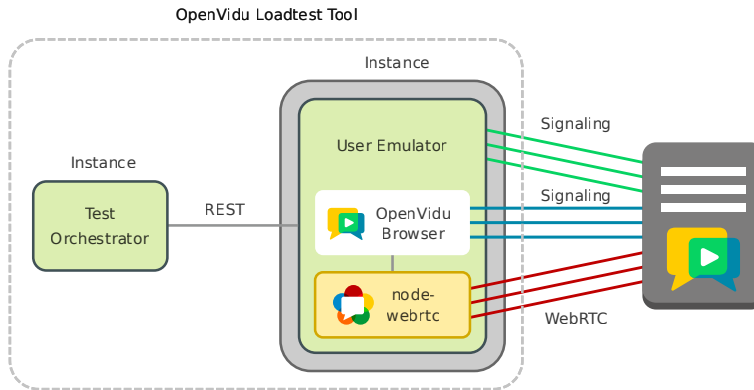 OpenVidu Loadtest Tool
Instance
Signaling
User Emulator
Instance
Signaling
Test
Orchestrator
REST
OpenVidu
Browser
node-
webrtc
WebRTC